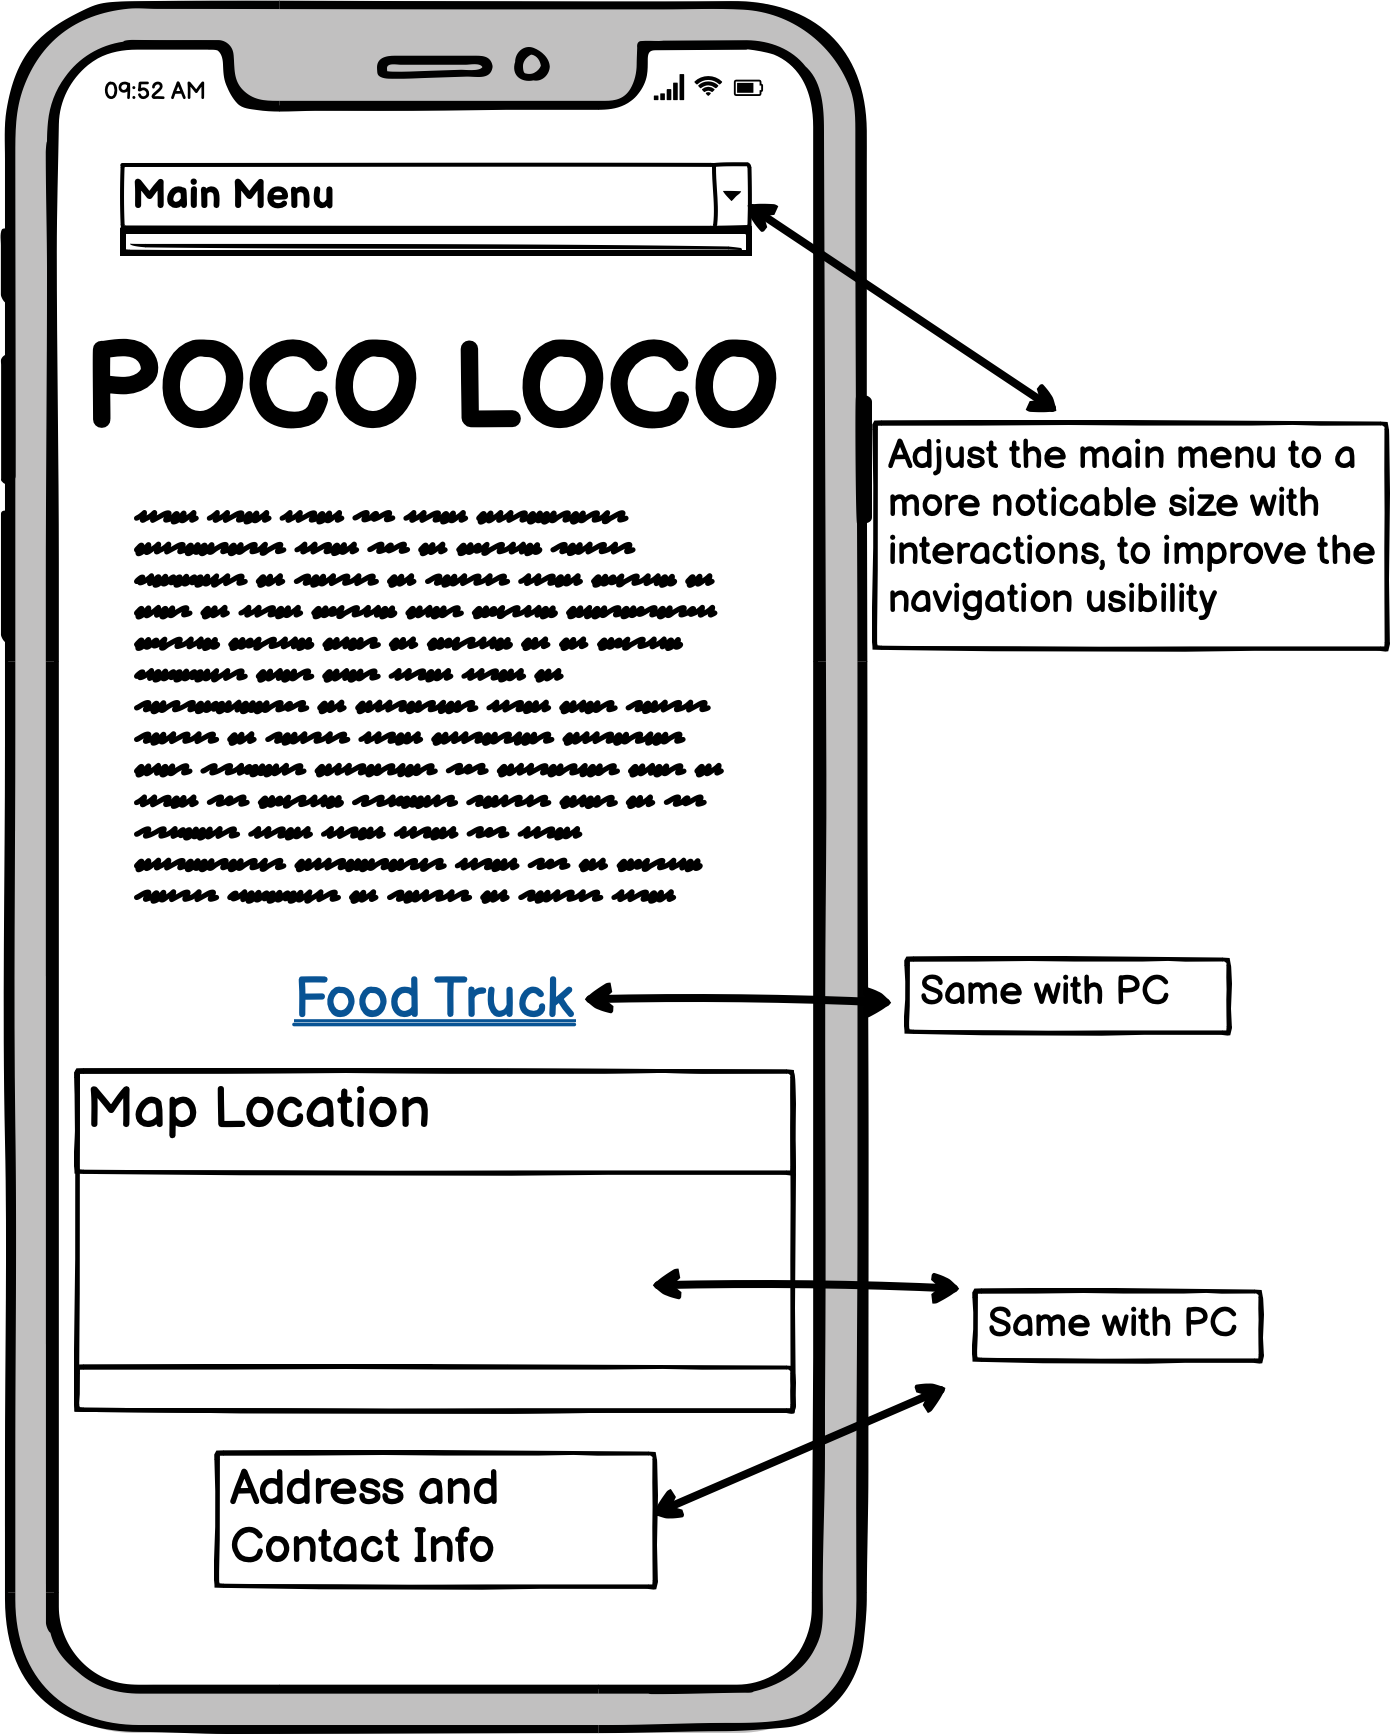 09:52 AM
Main Menu
POCO LOCO
Adjust the main menu to a
more noticable size with
interactions, to improve the
navigation usibility
Food Truck
Same with PC
Map Location
Same with PC
Address and
Contact Info